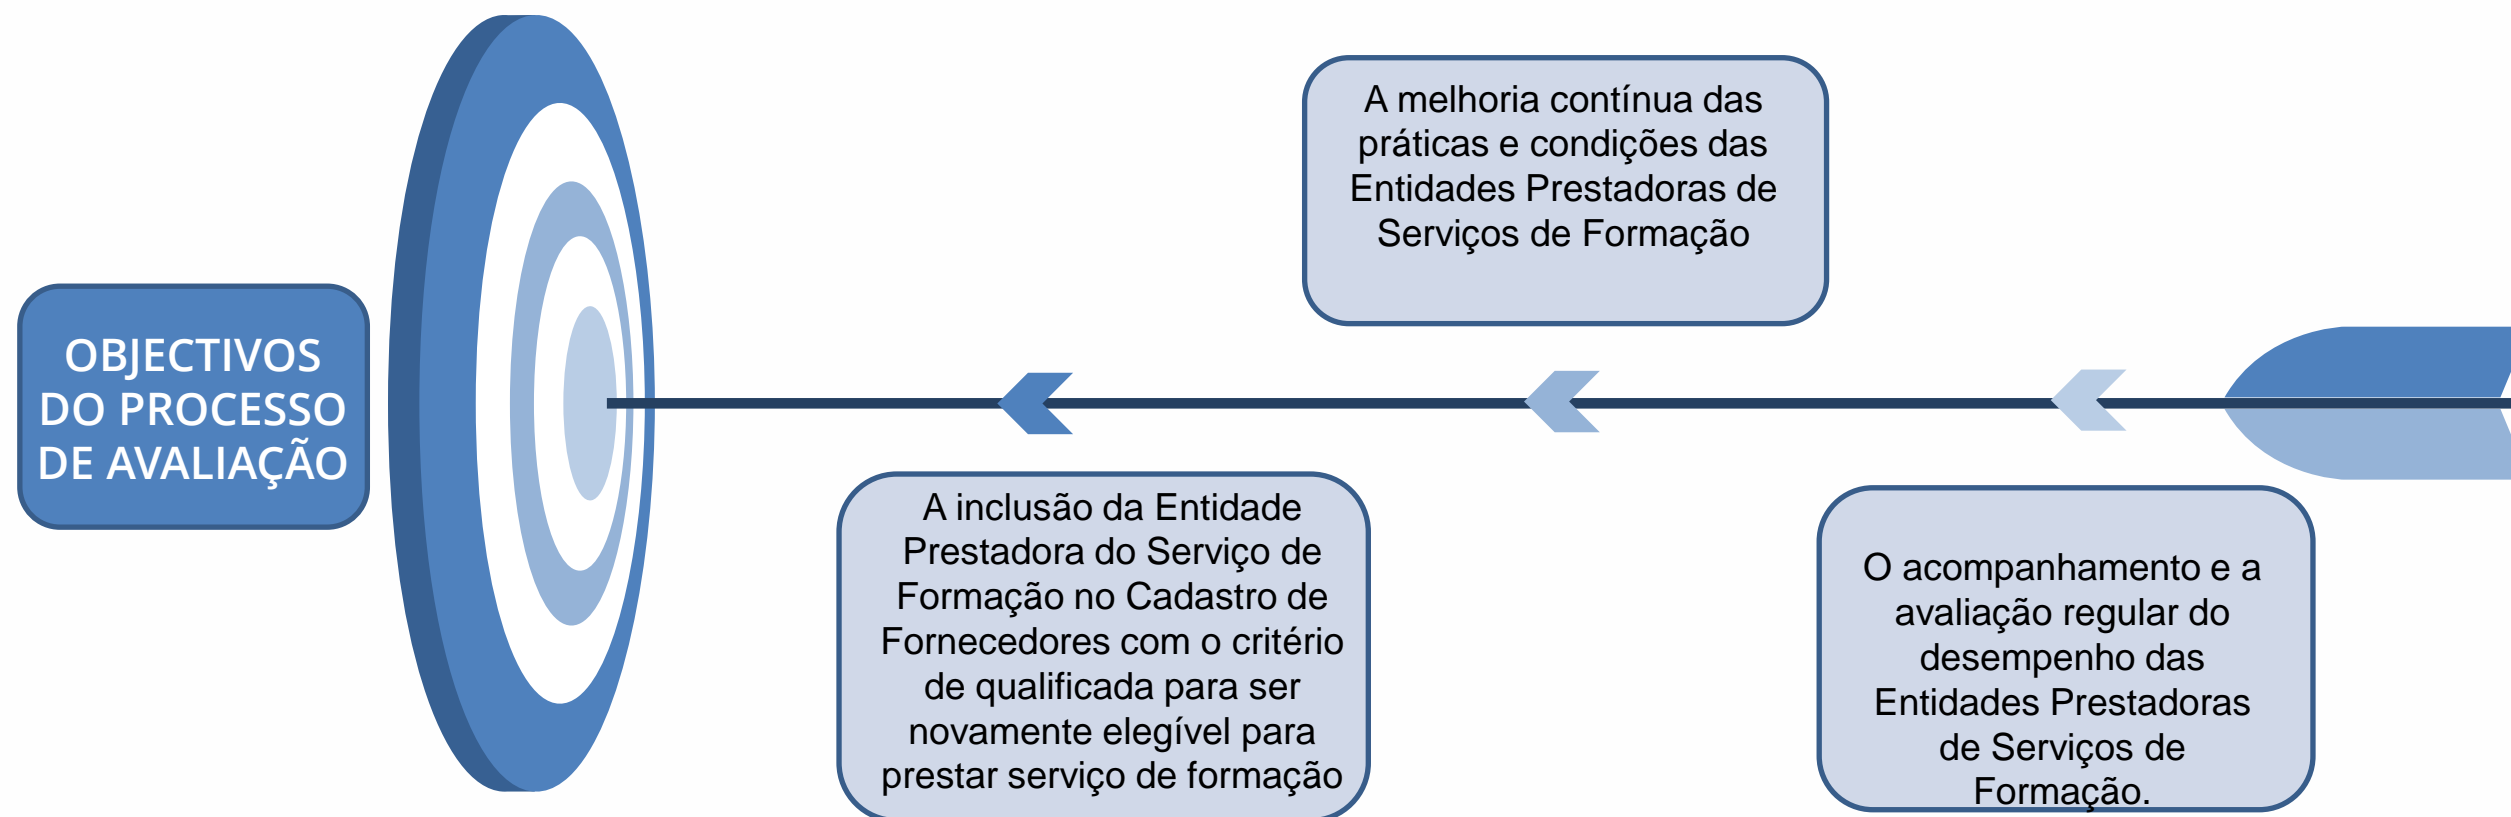 OBJECTIVOS
DO PROCESSO
DE AVALIAÇÃO
A melhoria contínua das
práticas e condições das
Entidades Prestadoras de
Serviços de Formação
A inclusão da Entidade
Prestadora do Serviço de
Formação no Cadastro de
Fornecedores com o critério
de qualificada para ser
novamente elegível para
prestar serviço de formação
O acompanhamento e a
avaliação regular do
desempenho das
Entidades Prestadoras
de Serviços de
Formação.